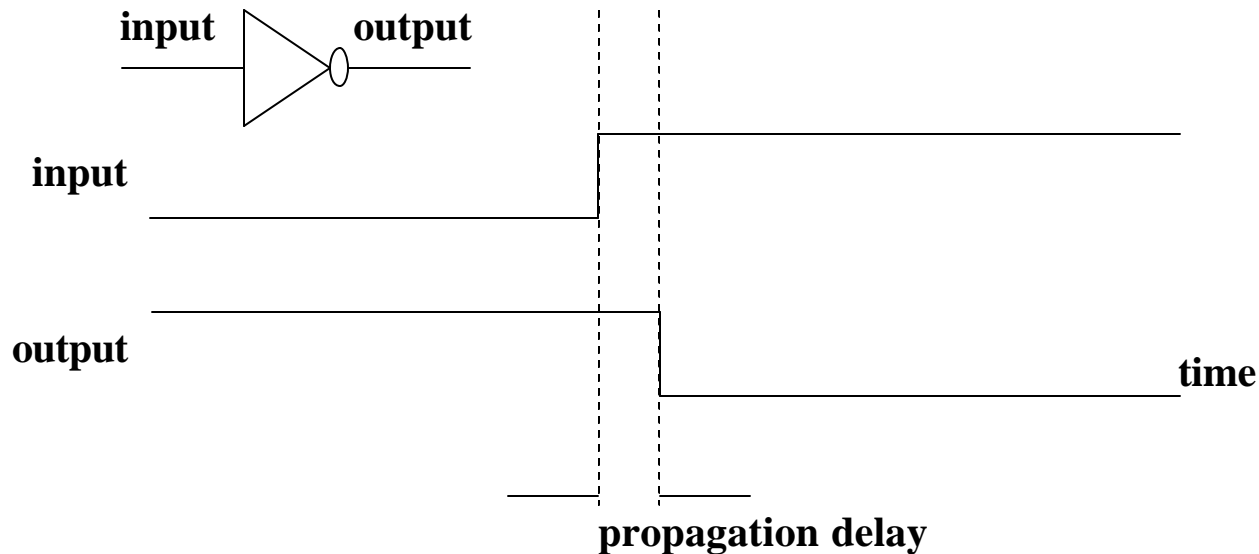 input output
input
output
time
propagation delay